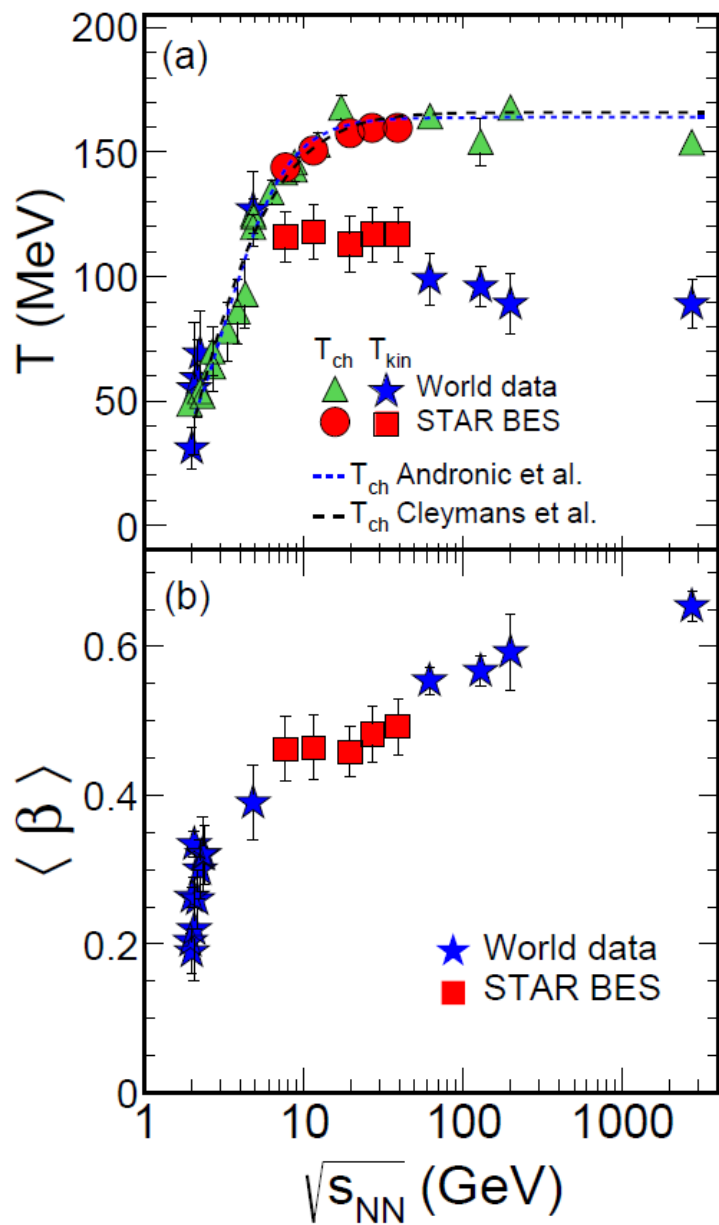 (a)
200
150
100
50
0
T (MeV)
T_ch T_kin
World data
STAR BES
T_ch Andronic et al.
T_ch Cleymans et al.
(b)
0.6
0.4
0.2
0
⟨ β ⟩
World data
STAR BES
1 10 100 1000
√s_NN (GeV)